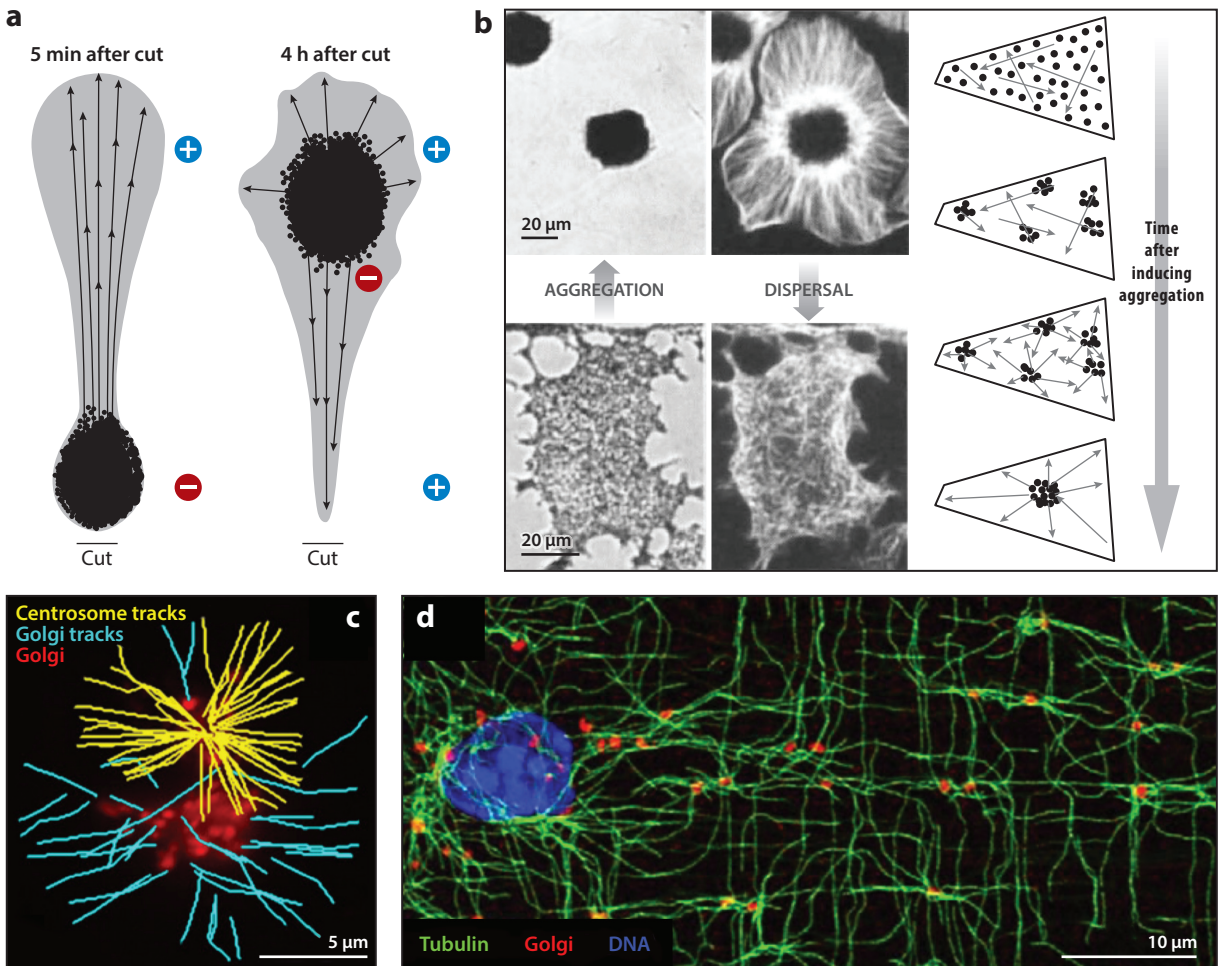 a
5 min after cut
4 h after cut
+
+
−
−
+
Cut
Cut
b
20 µm
AGGREGATION
DISPERSAL
20 µm
Time
after
inducing
aggregation
Centrosome tracks
Golgi tracks
Golgi
c
5 µm
d
Tubulin Golgi DNA
10 µm